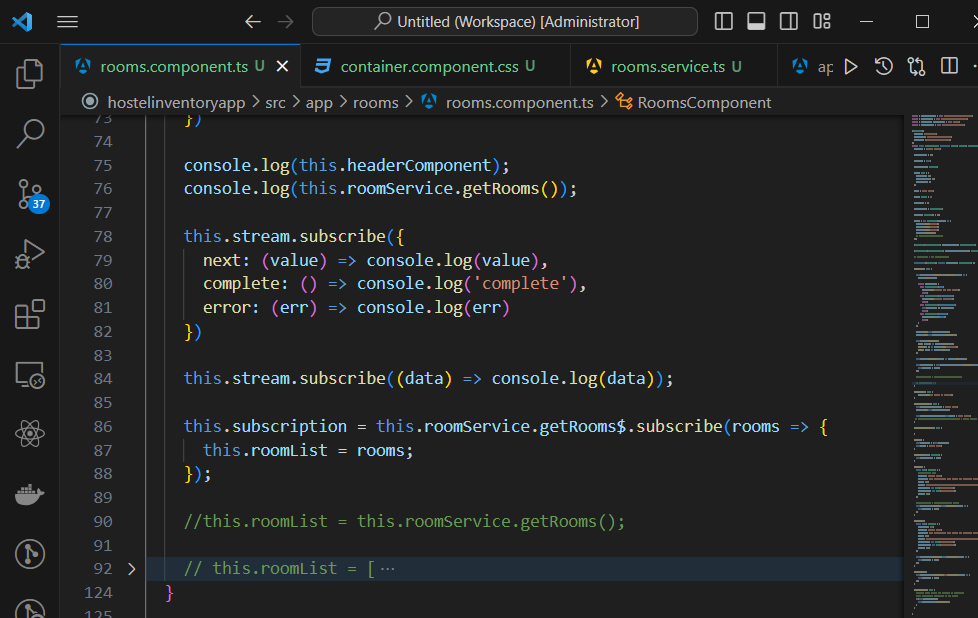 Untitled (Workspace) [Administrator]
rooms.component.ts U
container.component.css U
rooms.service.ts U
ap
hostelinventoryapp > src > app > rooms > rooms.component.ts > RoomsComponent
37
73 })
74
75 console.log(this.headerComponent);
76 console.log(this.roomService.getRooms());
77
78 this.stream.subscribe({
79 next: (value) => console.log(value),
80 complete: () => console.log('complete'),
81 error: (err) => console.log(err)
82 })
83
84 this.stream.subscribe((data) => console.log(data));
85
86 this.subscription = this.roomService.getRooms$.subscribe(rooms => {
87 this.roomList = rooms;
88 });
89
90 //this.roomList = this.roomService.getRooms();
91
92 // this.roomList = [ ···
124 }
125